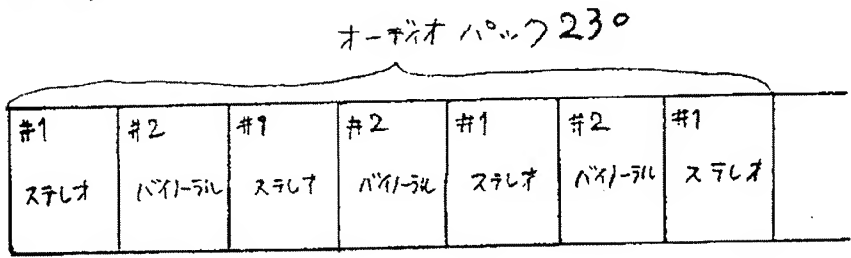 オーディオ パック 230
#1 #2 #1 #2 #1 #2 #1
ステレオ バイノーラル ステレオ バイノーラル ステレオ バイノーラル ステレオ